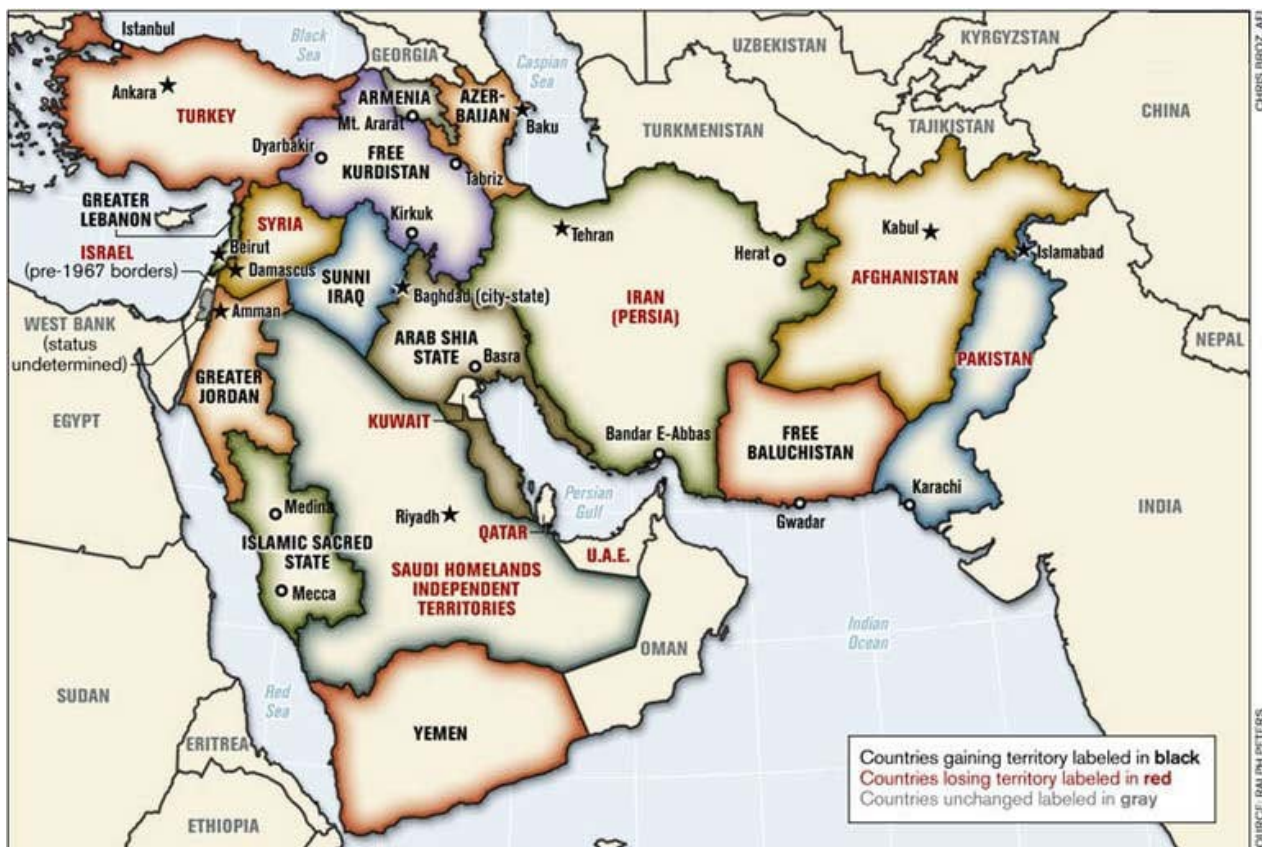 Istanbul
Black
Sea
GEORGIA
Caspian
Sea
UZBEKISTAN
KYRGYZSTAN
CHRIS BROZ, AFJ
Ankara
TURKEY
ARMENIA
Mt. Ararat
AZER-
BAIJAN
Baku
TURKMENISTAN
TAJIKISTAN
CHINA
Dyarbakir
FREE
KURDISTAN
Tabriz
GREATER
LEBANON
SYRIA
Kirkuk
Tehran
Herat
Kabul
Islamabad
ISRAEL
(pre-1967 borders)
Beirut
Damascus
SUNNI
IRAQ
Baghdad (city-state)
IRAN
(PERSIA)
AFGHANISTAN
WEST BANK
(status
undetermined)
Amman
ARAB SHIA
STATE
Basra
PAKISTAN
NEPAL
GREATER
JORDAN
EGYPT
KUWAIT
Bandar E-Abbas
FREE
BALUCHISTAN
Karachi
Medina
Riyadh
Persian
Gulf
Gwadar
INDIA
ISLAMIC SACRED
STATE
QATAR
U.A.E.
Mecca
SAUDI HOMELANDS
INDEPENDENT
TERRITORIES
Indian
Ocean
OMAN
SUDAN
Red
Sea
YEMEN
ERITREA
ETHIOPIA
Countries gaining territory labeled in black
Countries losing territory labeled in red
Countries unchanged labeled in gray
RALPH PETERS